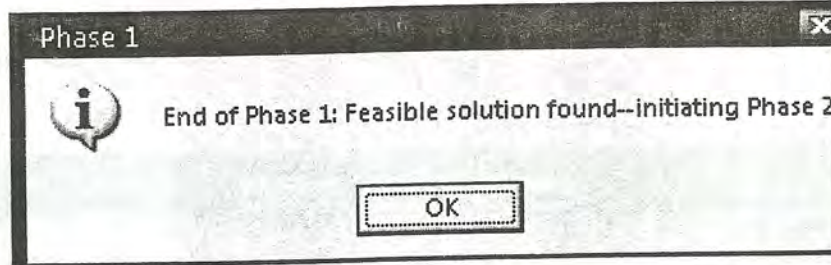 Phase 1
End of Phase 1: Feasible solution found--initiating Phase 2
OK